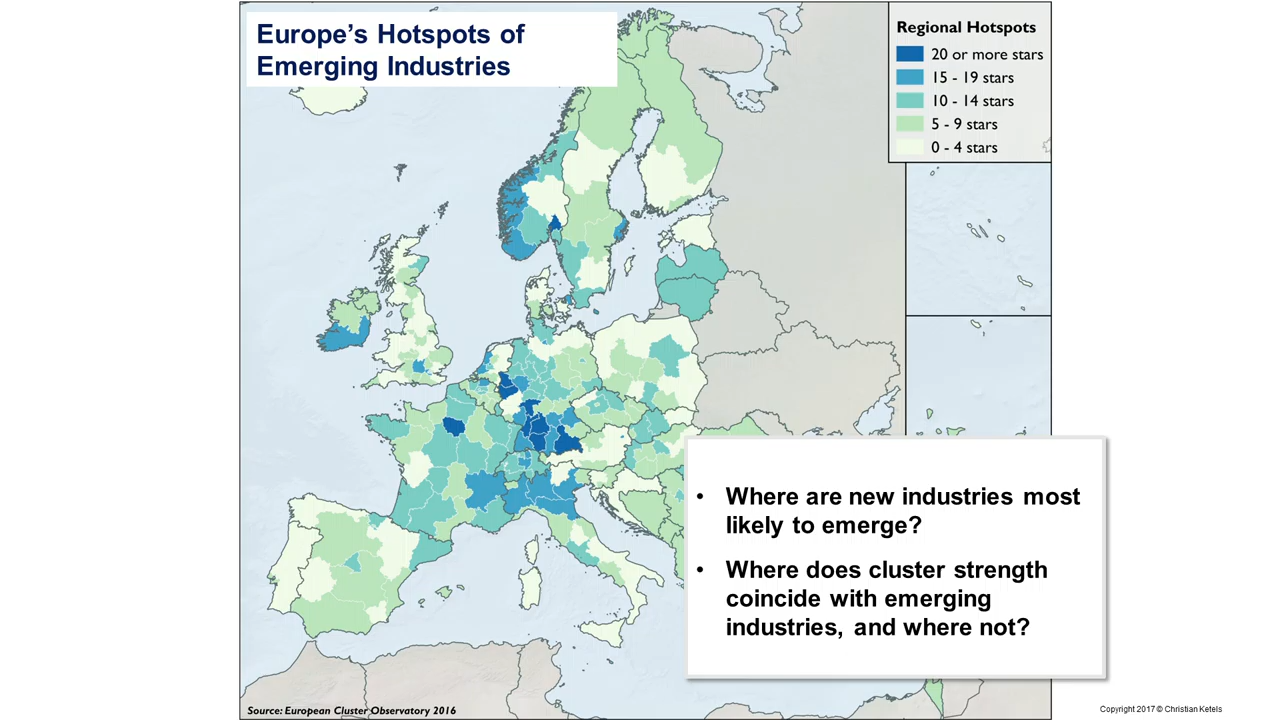 Europe's Hotspots of
Emerging Industries
Regional Hotspots
20 or more stars
15 - 19 stars
10 - 14 stars
5 - 9 stars
0 - 4 stars
• Where are new industries most
likely to emerge?
• Where does cluster strength
coincide with emerging
industries, and where not?
Source: European Cluster Observatory 2016
Copyright 2017 © Christian Ketels